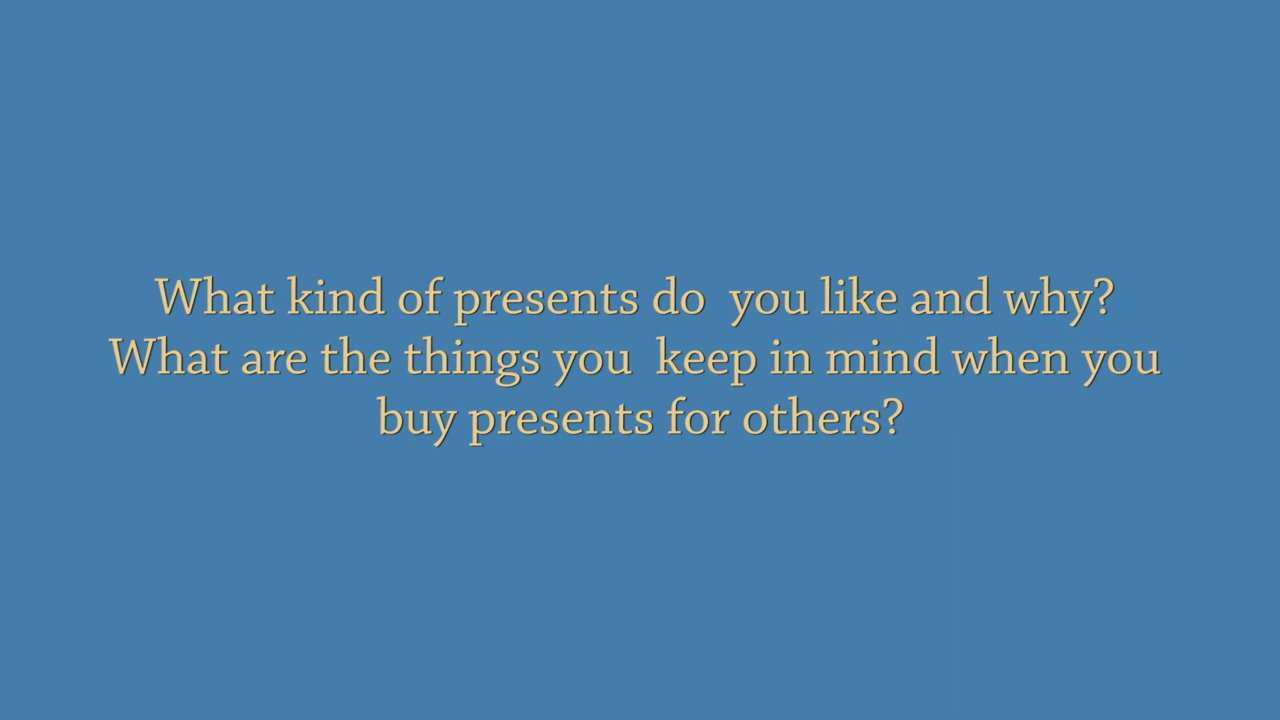 What kind of presents do  you like and why?
What are the things you  keep in mind when you
buy presents for others?